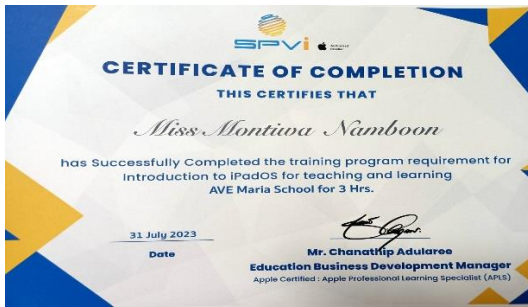 SPVi
CERTIFICATE OF COMPLETION
THIS CERTIFIES THAT
Miss Montiwa Namboon
has Successfully Completed the training program requirement for
Introduction to iPadOS for teaching and learning
AVE Maria School for 3 Hrs.
31 July 2023
Date
Mr. Chanathip Adularee
Education Business Development Manager
Apple Certified : Apple Professional Learning Specialist (APLS)